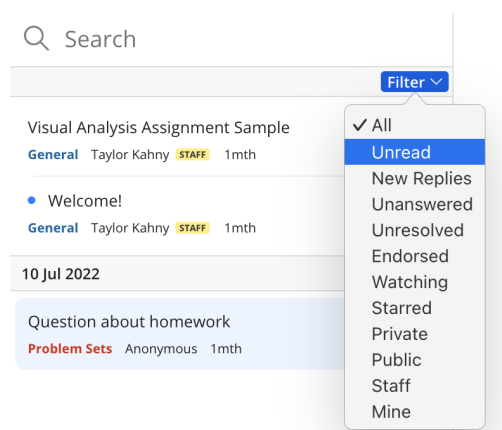 Search
Filter
Visual Analysis Assignment Sample
General Taylor Kahny STAFF 1mth
Welcome!
General Taylor Kahny STAFF 1mth
10 Jul 2022
Question about homework
Problem Sets Anonymous 1mth
✓ All
Unread
New Replies
Unanswered
Unresolved
Endorsed
Watching
Starred
Private
Public
Staff
Mine